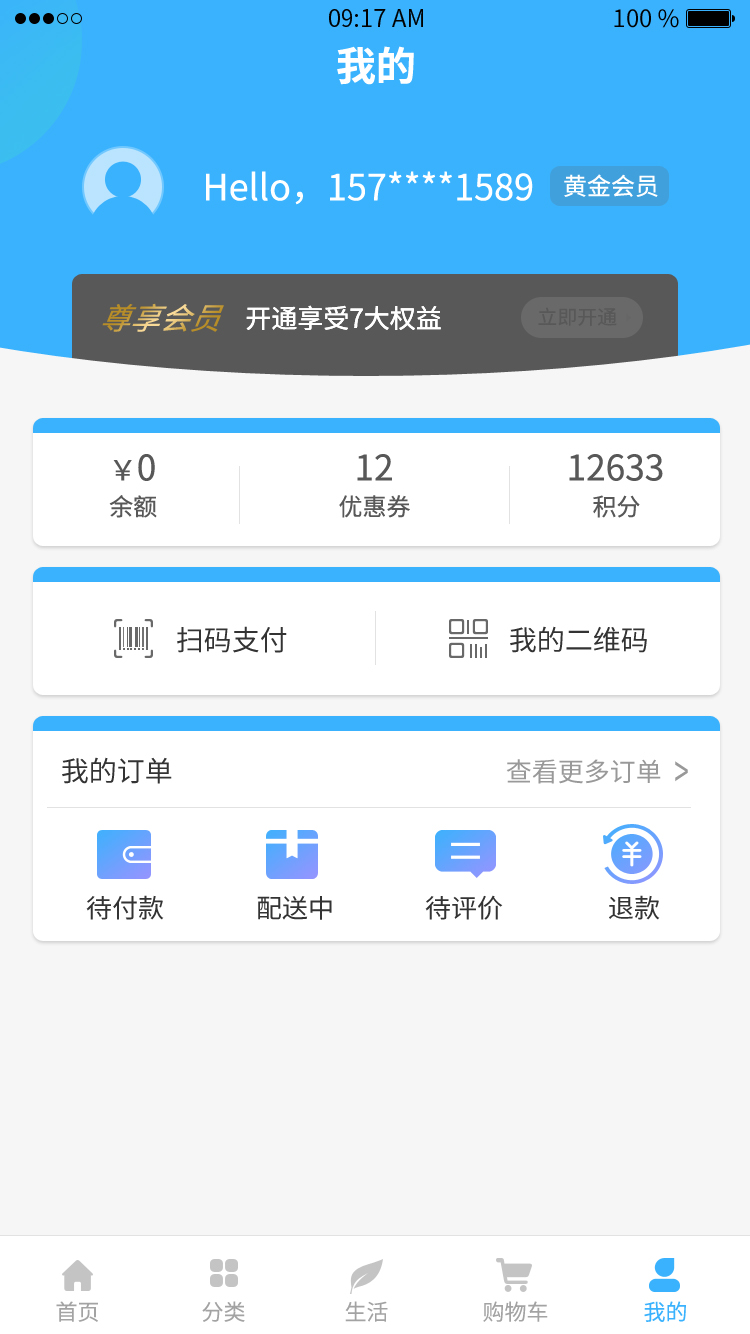 09:17 AM
100 %
我的
Hello，157****1589 黄金会员
尊享会员 开通享受7大权益 立即开通
￥0 12 12633
余额 优惠券 积分
扫码支付 我的二维码
我的订单 查看更多订单 >
待付款 配送中 待评价 退款
首页 分类 生活 购物车 我的